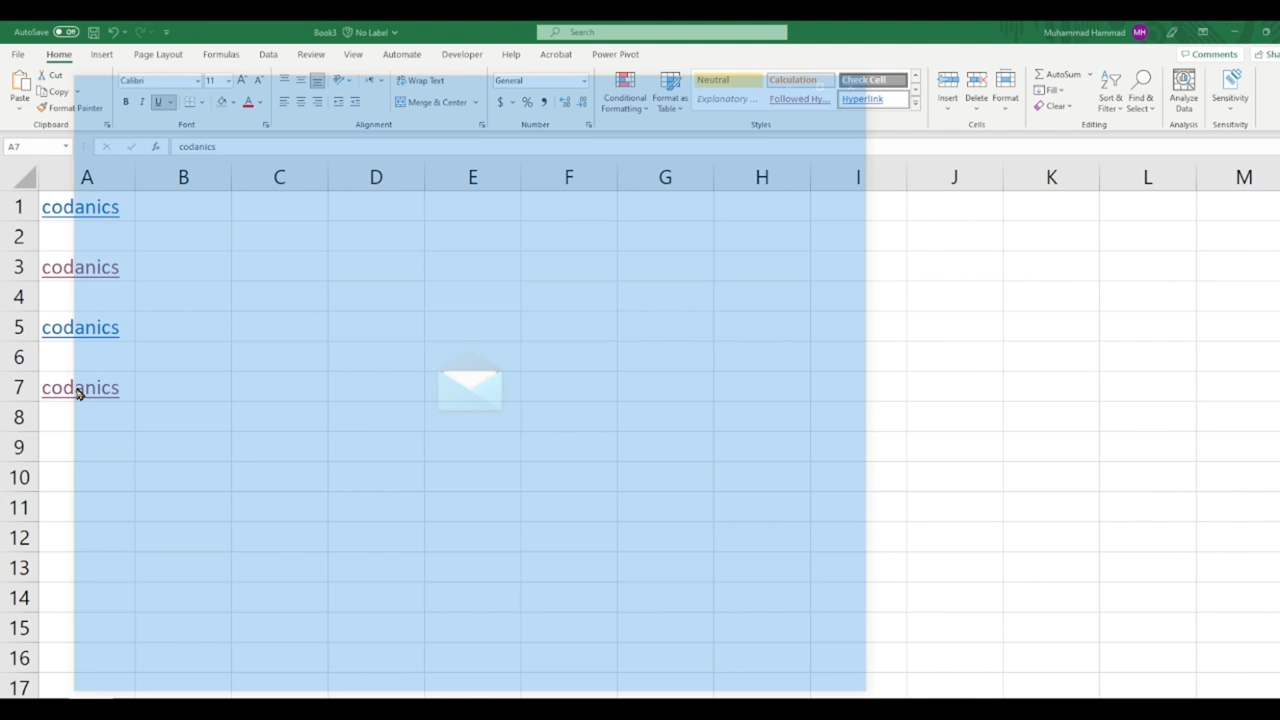 AutoSave Off Book3 No Label Search Muhammad Hammad MH
File Home Insert Page Layout Formulas Data Review View Automate Developer Help Acrobat Power Pivot Comments Sha
Paste Cut Copy Format Painter Clipboard
Calibri 11 A^ Aˇ B I U A Font
Wrap Text Merge & Center Alignment
General $ % Number
Conditional Formatting Format as Table
Neutral Calculation Check Cell
Explanatory ... Followed Hy... Hyperlink
Styles
Insert Delete Format Cells
AutoSum Fill Clear Sort & Filter Find & Select Editing
Analyze Data Analysis
Sensitivity Sensitivity
A7 fx codanics
A B C D E F G H I J K L M
1 codanics
2
3 codanics
4
5 codanics
6
7 codanics
8
9
10
11
12
13
14
15
16
17